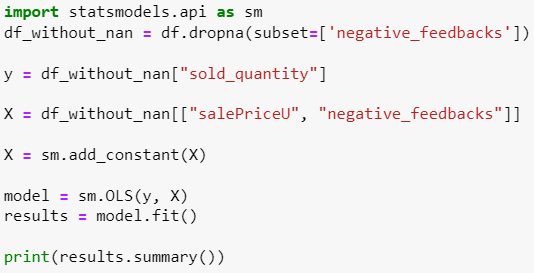 import statsmodels.api as sm
df_without_nan = df.dropna(subset=['negative_feedbacks'])
y = df_without_nan["sold_quantity"]
X = df_without_nan[["salePriceU", "negative_feedbacks"]]
X = sm.add_constant(X)
model = sm.OLS(y, X)
results = model.fit()
print(results.summary())